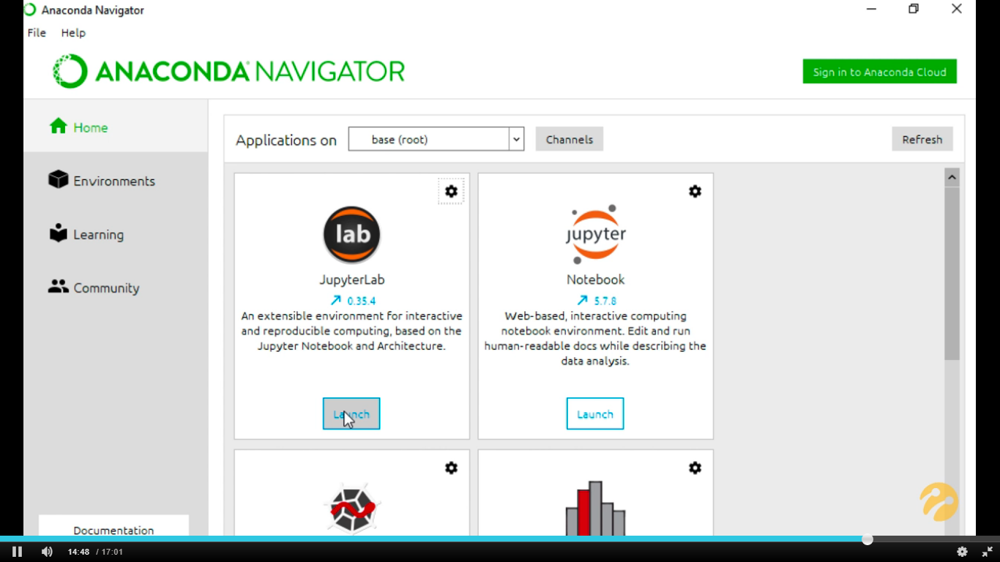 Anaconda Navigator
File Help
ANACONDA NAVIGATOR
Sign in to Anaconda Cloud
Home
Environments
Learning
Community
Documentation
Applications on base (root) Channels Refresh
lab
JupyterLab
0.35.4
An extensible environment for interactive
and reproducible computing, based on the
Jupyter Notebook and Architecture.
Launch
jupyter
Notebook
5.7.8
Web-based, interactive computing
notebook environment. Edit and run
human-readable docs while describing the
data analysis.
Launch
14:48 / 17:01